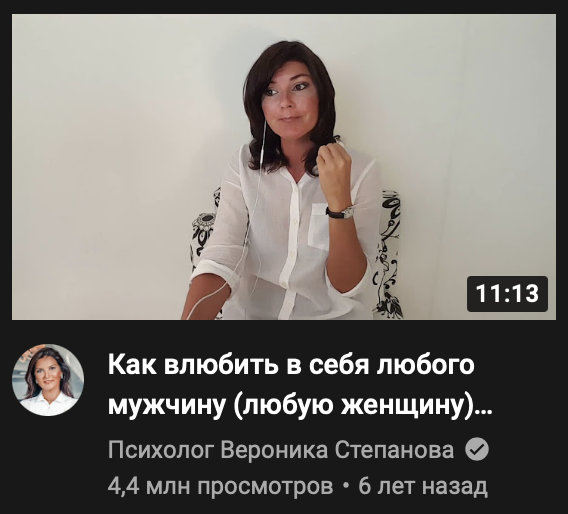 11:13
Как влюбить в себя любого
мужчину (любую женщину)...
Психолог Вероника Степанова
4,4 млн просмотров • 6 лет назад